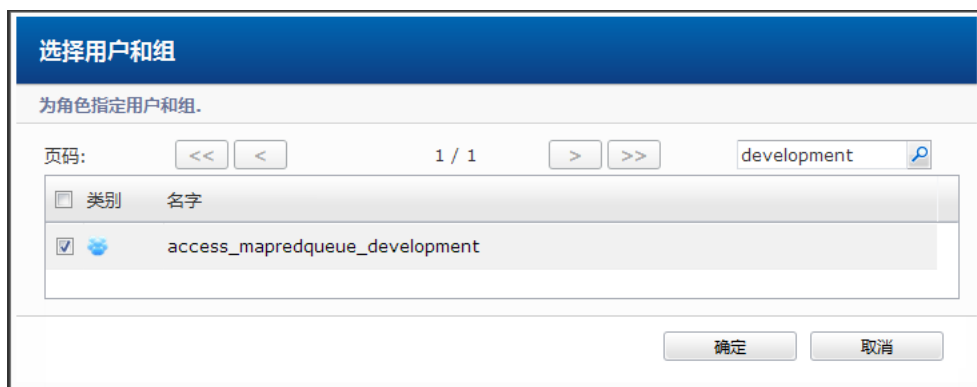 选择用户和组
为角色指定用户和组.
页码: << < 1 / 1 > >> development
类别 名字
access_mapredqueue_development
确定 取消